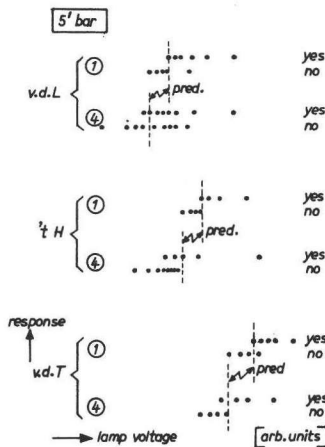 5' bar
① yes
no
v.d.L pred.
④ yes
no
① yes
no
't H pred.
④ yes
no
response
① yes
no
v.d.T pred
④ yes
no
lamp voltage [arb.units]